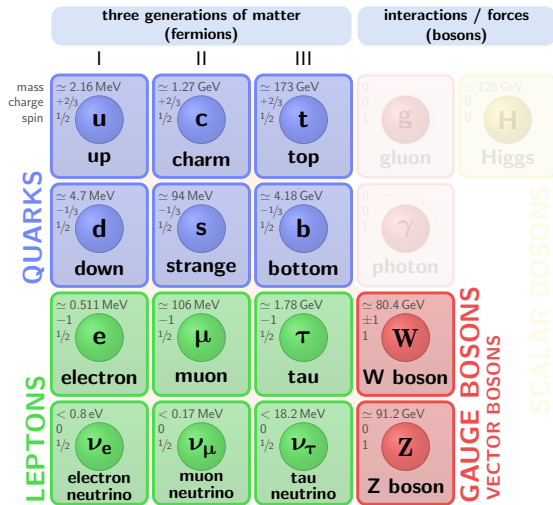 three generations of matter
(fermions)
interactions / forces
(bosons)
I II III
mass
charge
spin
≃ 2.16 MeV
+2/3
1/2
u
up
≃ 1.27 GeV
+2/3
1/2
c
charm
≃ 173 GeV
+2/3
1/2
t
top
0
0
1
g
gluon
≃ 125 GeV
0
0
H
Higgs
QUARKS
≃ 4.7 MeV
−1/3
1/2
d
down
≃ 94 MeV
−1/3
1/2
s
strange
≃ 4.18 GeV
−1/3
1/2
b
bottom
0
0
1
γ
photon
SCALAR BOSONS
LEPTONS
≃ 0.511 MeV
−1
1/2
e
electron
≃ 106 MeV
−1
1/2
μ
muon
≃ 1.78 GeV
−1
1/2
τ
tau
≃ 80.4 GeV
±1
1
W
W boson
GAUGE BOSONS
VECTOR BOSONS
< 0.8 eV
0
1/2
νe
electron
neutrino
< 0.17 MeV
0
1/2
νμ
muon
neutrino
< 18.2 MeV
0
1/2
ντ
tau
neutrino
≃ 91.2 GeV
0
1
Z
Z boson